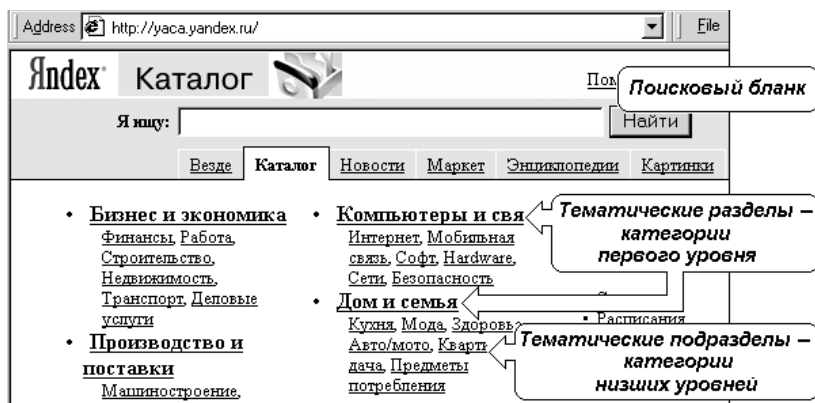 Address http://yaca.yandex.ru/ File
Яndex Каталог
Поисковый бланк
Я ищу: Найти
Везде Каталог Новости Маркет Энциклопедии Картинки
• Бизнес и экономика
Финансы, Работа,
Строительство,
Недвижимость,
Транспорт, Деловые
услуги
• Производство и
поставки
Машиностроение,
• Компьютеры и свя
Интернет, Мобильная
связь, Софт, Hardware,
Сети, Безопасность
• Дом и семья
Кухня, Мода, Здоровье
Авто/мото, Кварти
дача, Предметы
потребления
Тематические разделы –
категории
первого уровня
• Расписания
Тематические подразделы –
категории
низших уровней